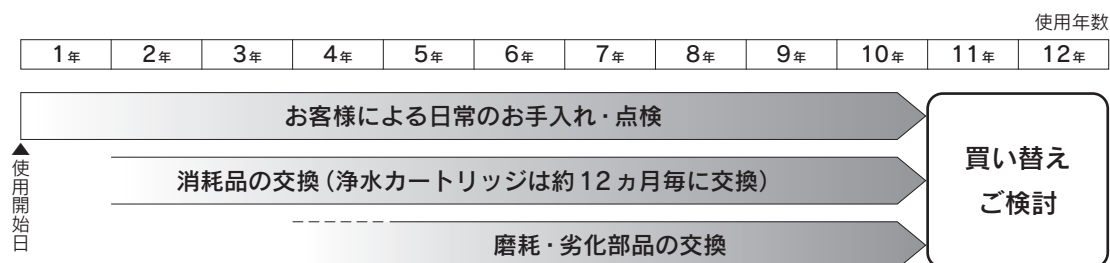 使用年数
1年 2年 3年 4年 5年 6年 7年 8年 9年 10年 11年 12年
お客様による日常のお手入れ・点検
使用開始日
消耗品の交換(浄水カートリッジは約12ヵ月毎に交換)
磨耗・劣化部品の交換
買い替え
ご検討